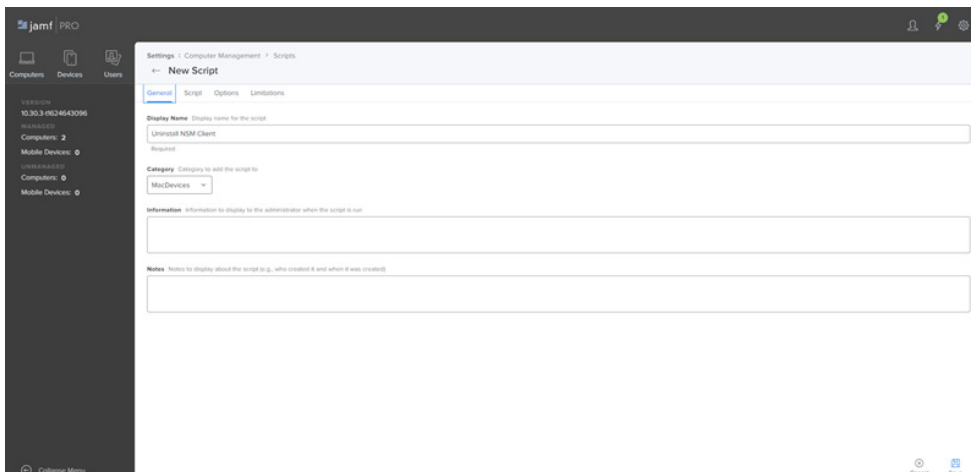 jamf PRO
1
Computers Devices Users
VERSION
10.30.3-t1624643096
MANAGED
Computers: 2
Mobile Devices: 0
UNMANAGED
Computers: 0
Mobile Devices: 0
Collapse Menu
Settings : Computer Management > Scripts
← New Script
General Script Options Limitations
Display Name Display name for the script
Uninstall NSM Client
Required
Category Category to add the script to
MacDevices
Information Information to display to the administrator when the script is run
Notes Notes to display about the script (e.g., who created it and when it was created)